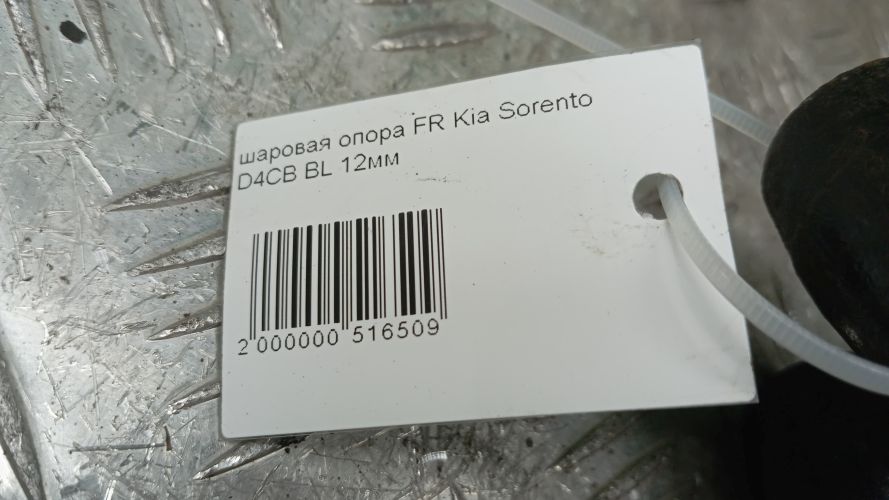 шаровая опора FR Kia Sorento
D4CB BL 12мм
2 000000 516509